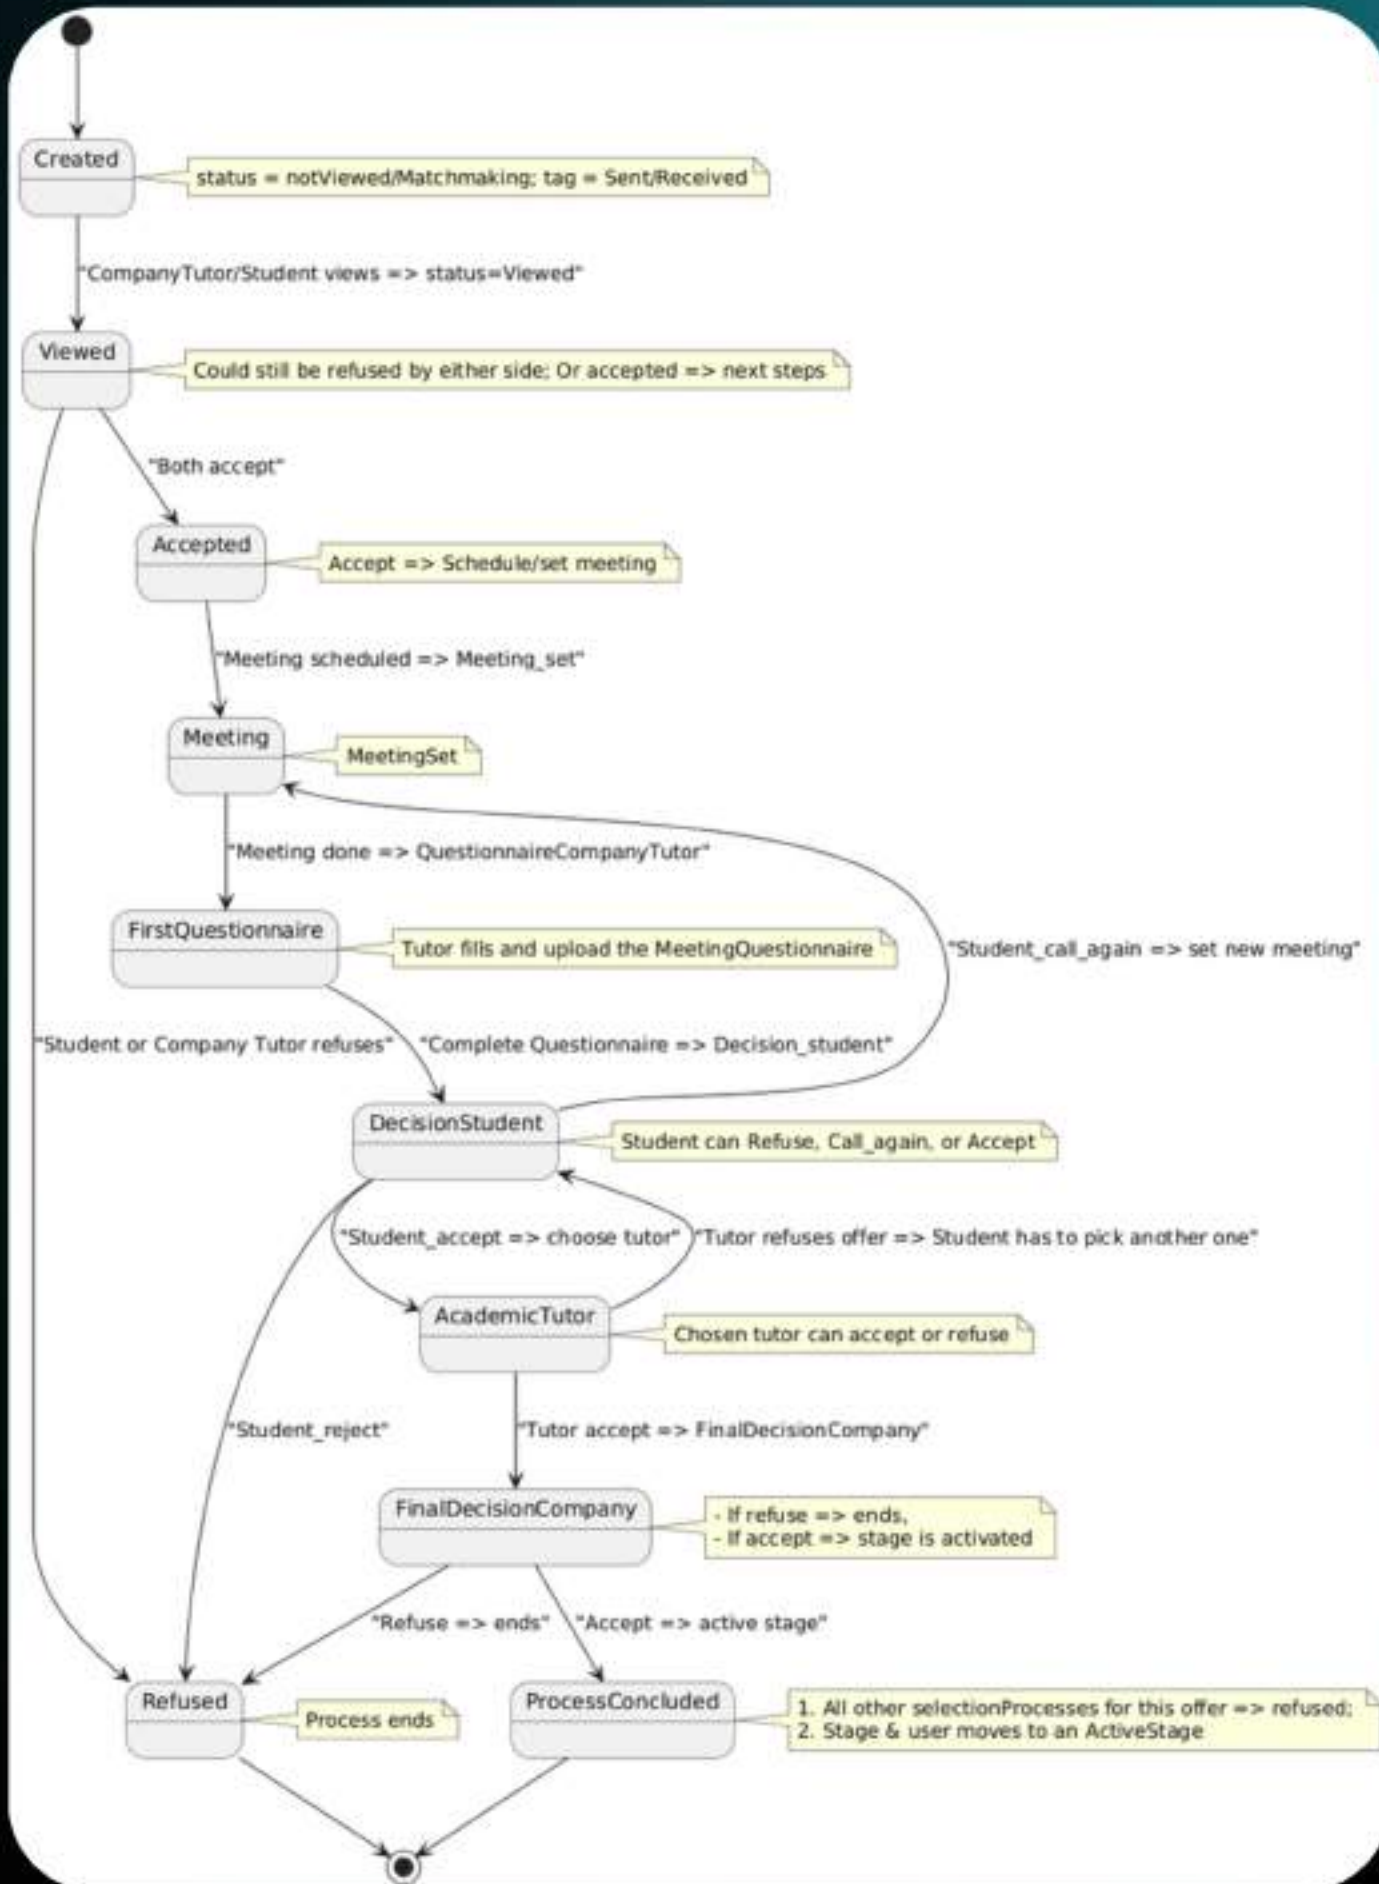 Created
status = notViewed/Matchmaking; tag = Sent/Received
"CompanyTutor/Student views => status=Viewed"
Viewed
Could still be refused by either side; Or accepted => next steps
"Both accept"
Accepted
Accept => Schedule/set meeting
"Meeting scheduled => Meeting_set"
Meeting
MeetingSet
"Meeting done => QuestionnaireCompanyTutor"
FirstQuestionnaire
Tutor fills and upload the MeetingQuestionnaire
"Student_call_again => set new meeting"
"Student or Company Tutor refuses"
"Complete Questionnaire => Decision_student"
DecisionStudent
Student can Refuse, Call_again, or Accept
"Student_accept => choose tutor"
"Tutor refuses offer => Student has to pick another one"
AcademicTutor
Chosen tutor can accept or refuse
"Student_reject"
"Tutor accept => FinalDecisionCompany"
FinalDecisionCompany
- If refuse => ends,
- If accept => stage is activated
"Refuse => ends"
"Accept => active stage"
Refused
Process ends
ProcessConcluded
1. All other selectionProcesses for this offer => refused;
2. Stage & user moves to an ActiveStage